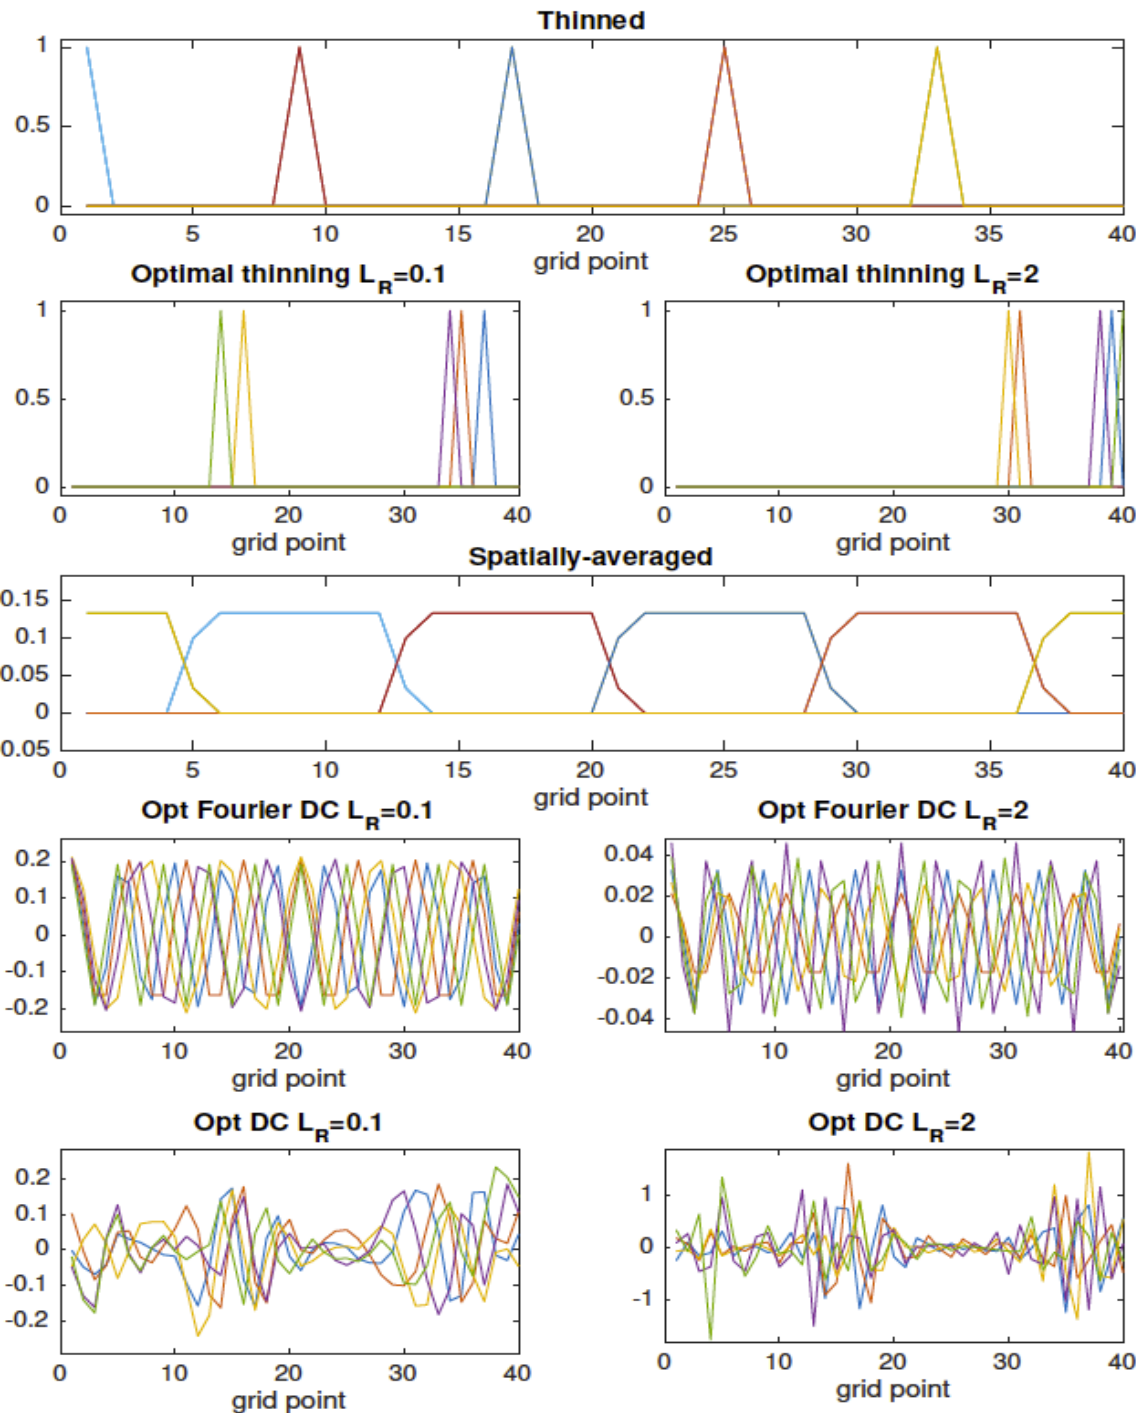 Thinned
1
0.5
0
0 5 10 15 20 25 30 35 40
grid point
Optimal thinning L_R=0.1
1
0.5
0
0 10 20 30 40
grid point
Optimal thinning L_R=2
1
0.5
0
0 10 20 30 40
grid point
Spatially-averaged
0.15
0.1
0.05
0
0.05
0 5 10 15 20 25 30 35 40
grid point
Opt Fourier DC L_R=0.1
0.2
0.1
0
-0.1
-0.2
0 10 20 30 40
grid point
Opt Fourier DC L_R=2
0.04
0.02
0
-0.02
-0.04
10 20 30 40
grid point
Opt DC L_R=0.1
0.2
0.1
0
-0.1
-0.2
0 10 20 30 40
grid point
Opt DC L_R=2
1
0
-1
0 10 20 30 40
grid point